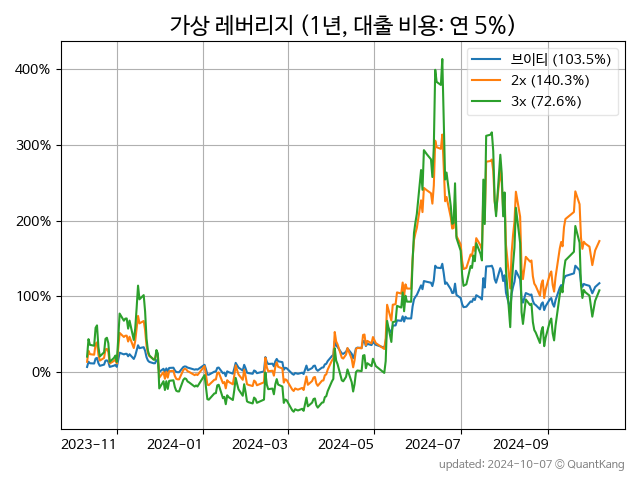 가상 레버리지 (1년, 대출 비용: 연 5%)
브이티 (103.5%)
2x (140.3%)
3x (72.6%)
400%
300%
200%
100%
0%
2023-11 2024-01 2024-03 2024-05 2024-07 2024-09
updated: 2024-10-07 © QuantKang